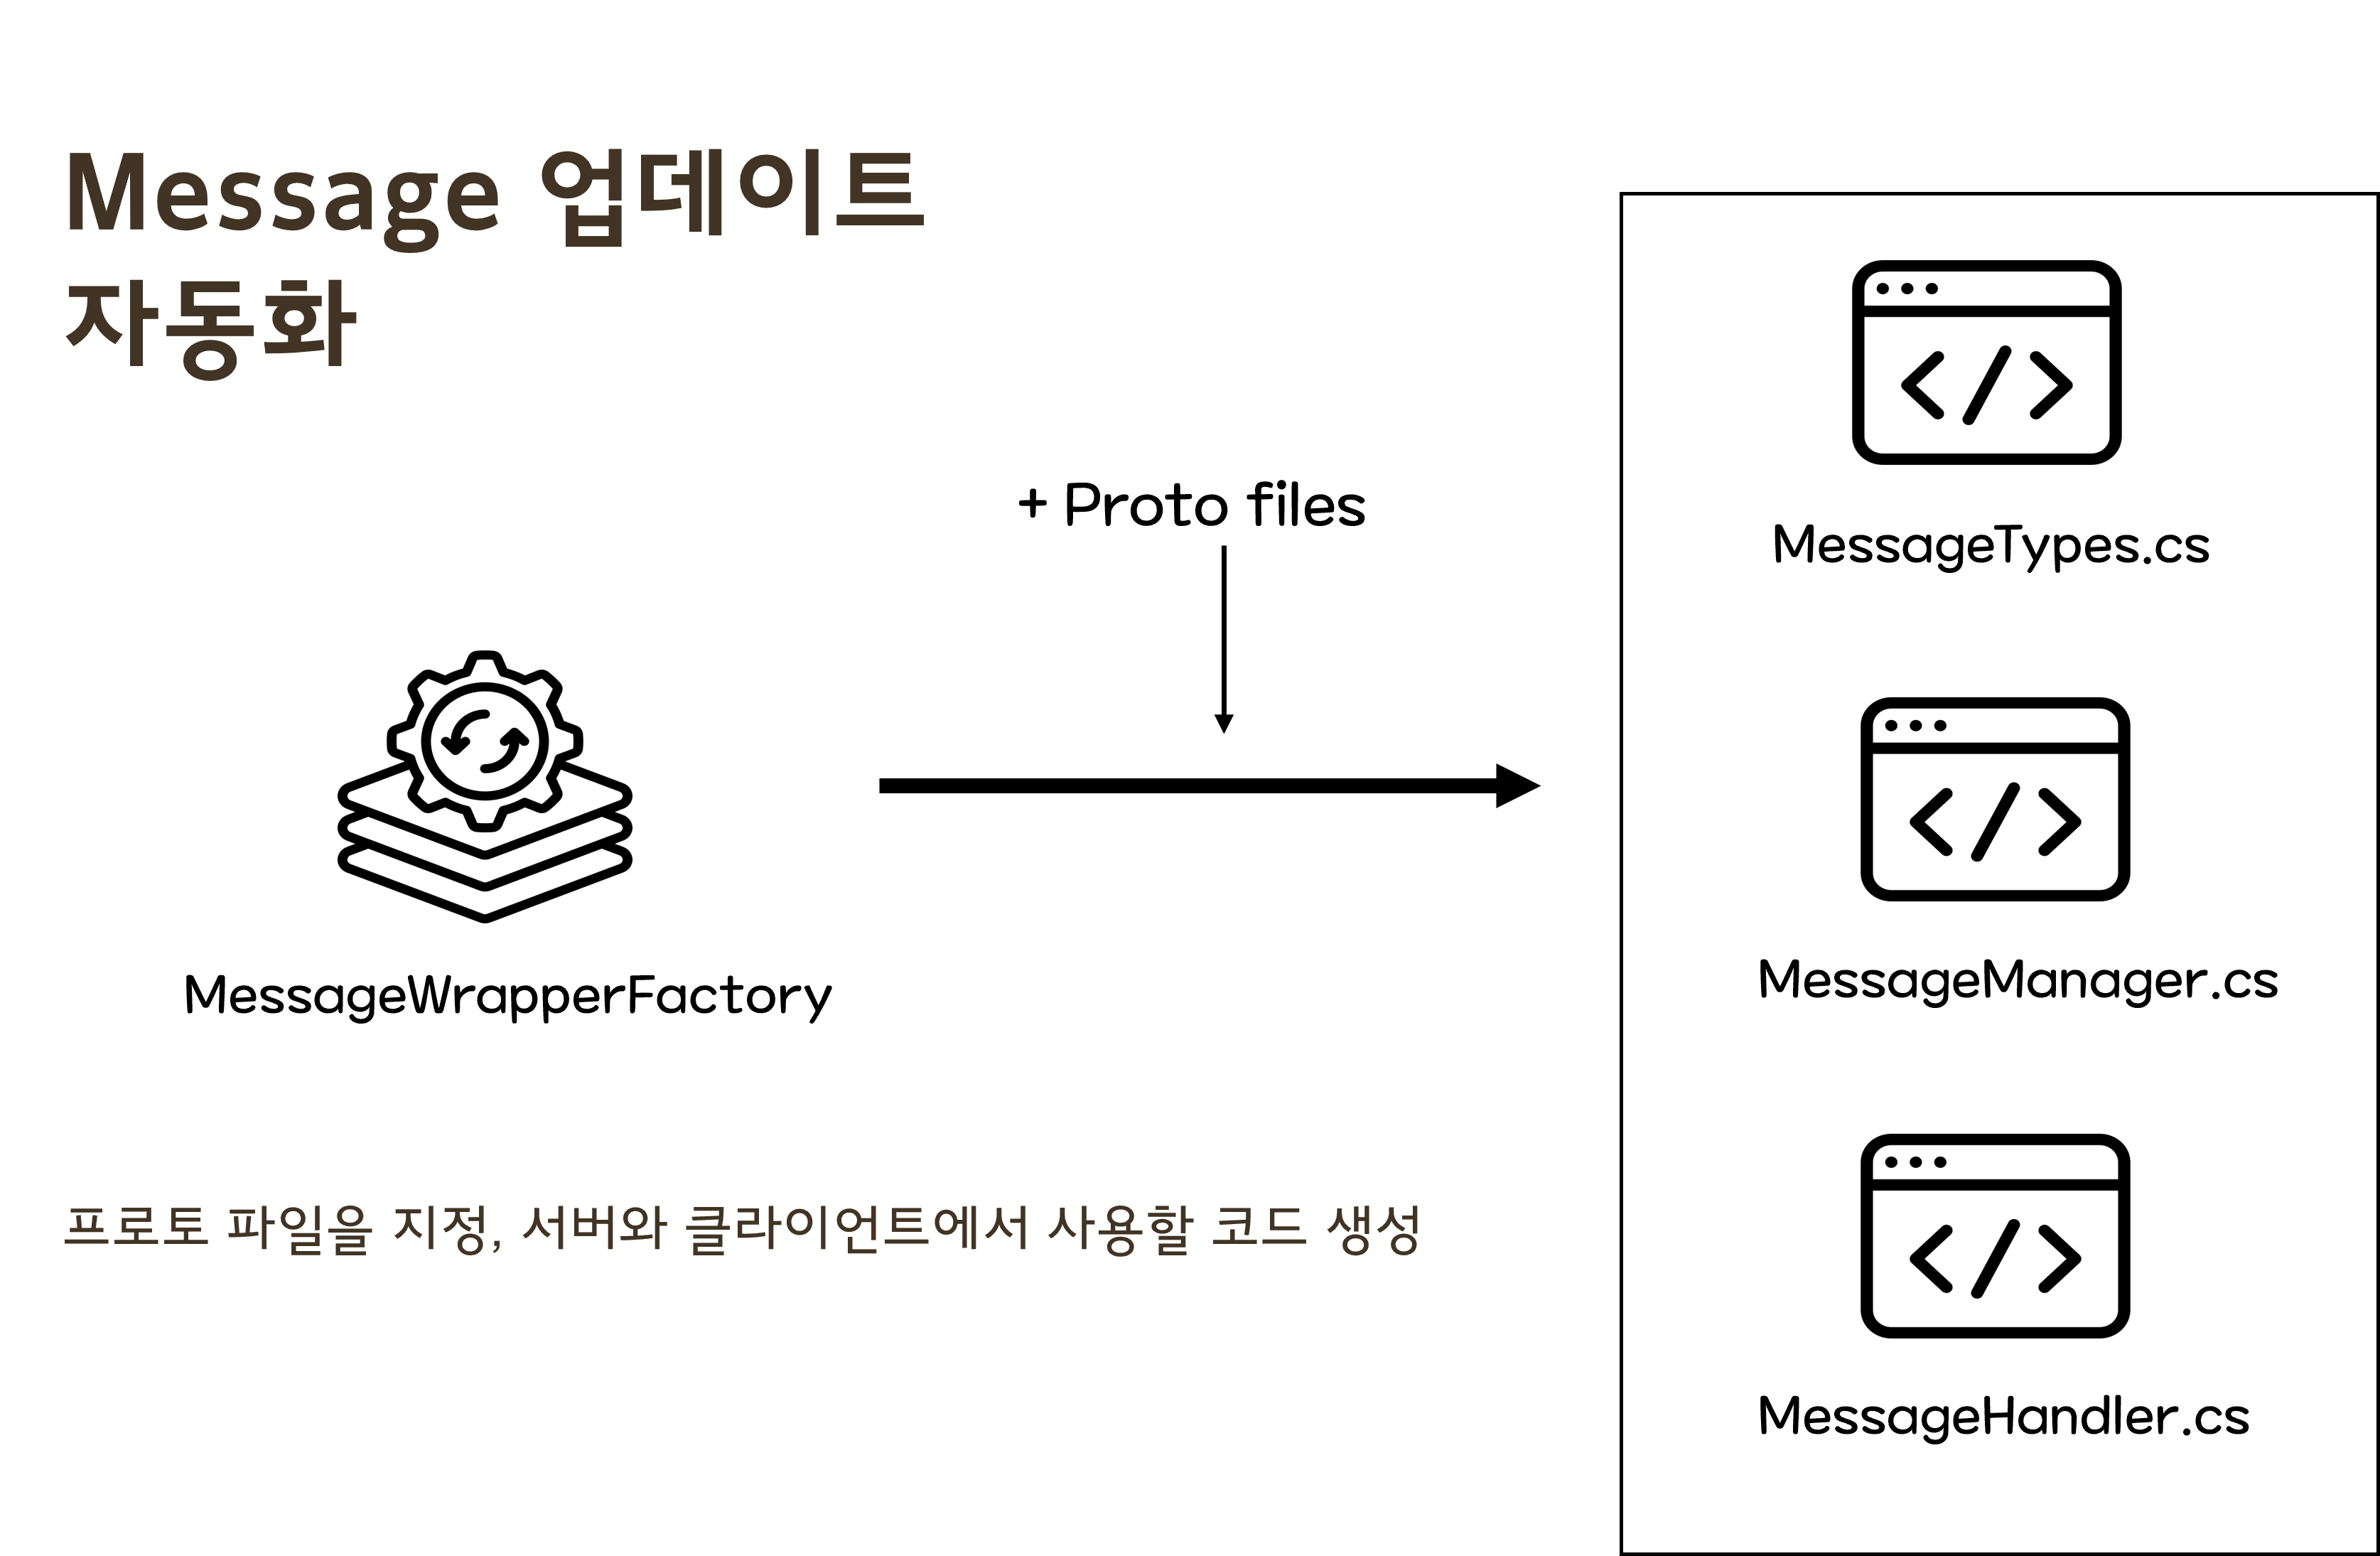 Message 업데이트
자동화
+ Proto files
MessageWrapperFactory
프로토 파일을 지정, 서버와 클라이언트에서 사용할 코드 생성
MessageTypes.cs
MessageManager.cs
MessageHandler.cs